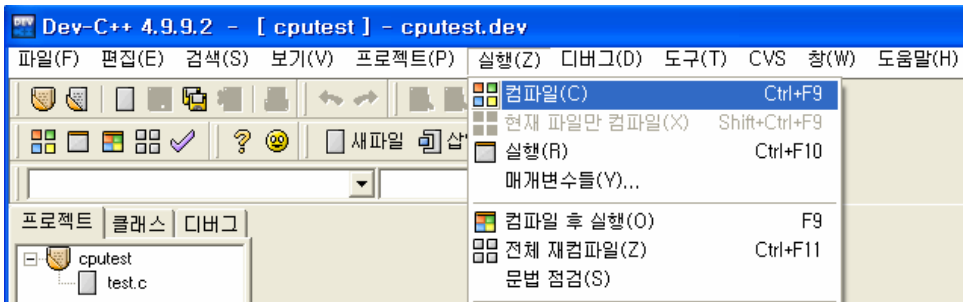 Dev-C++ 4.9.9.2 - [ cputest ] - cputest.dev
파일(F) 편집(E) 검색(S) 보기(V) 프로젝트(P) 실행(Z) 디버그(D) 도구(T) CVS 창(W) 도움말(H)
컴파일(C) Ctrl+F9
현재 파일만 컴파일(X) Shift+Ctrl+F9
새파일 실행(R) Ctrl+F10
매개변수들(Y)...
프로젝트 클래스 디버그 컴파일 후 실행(O) F9
cputest 전체 재컴파일(Z) Ctrl+F11
test.c 문법 점검(S)